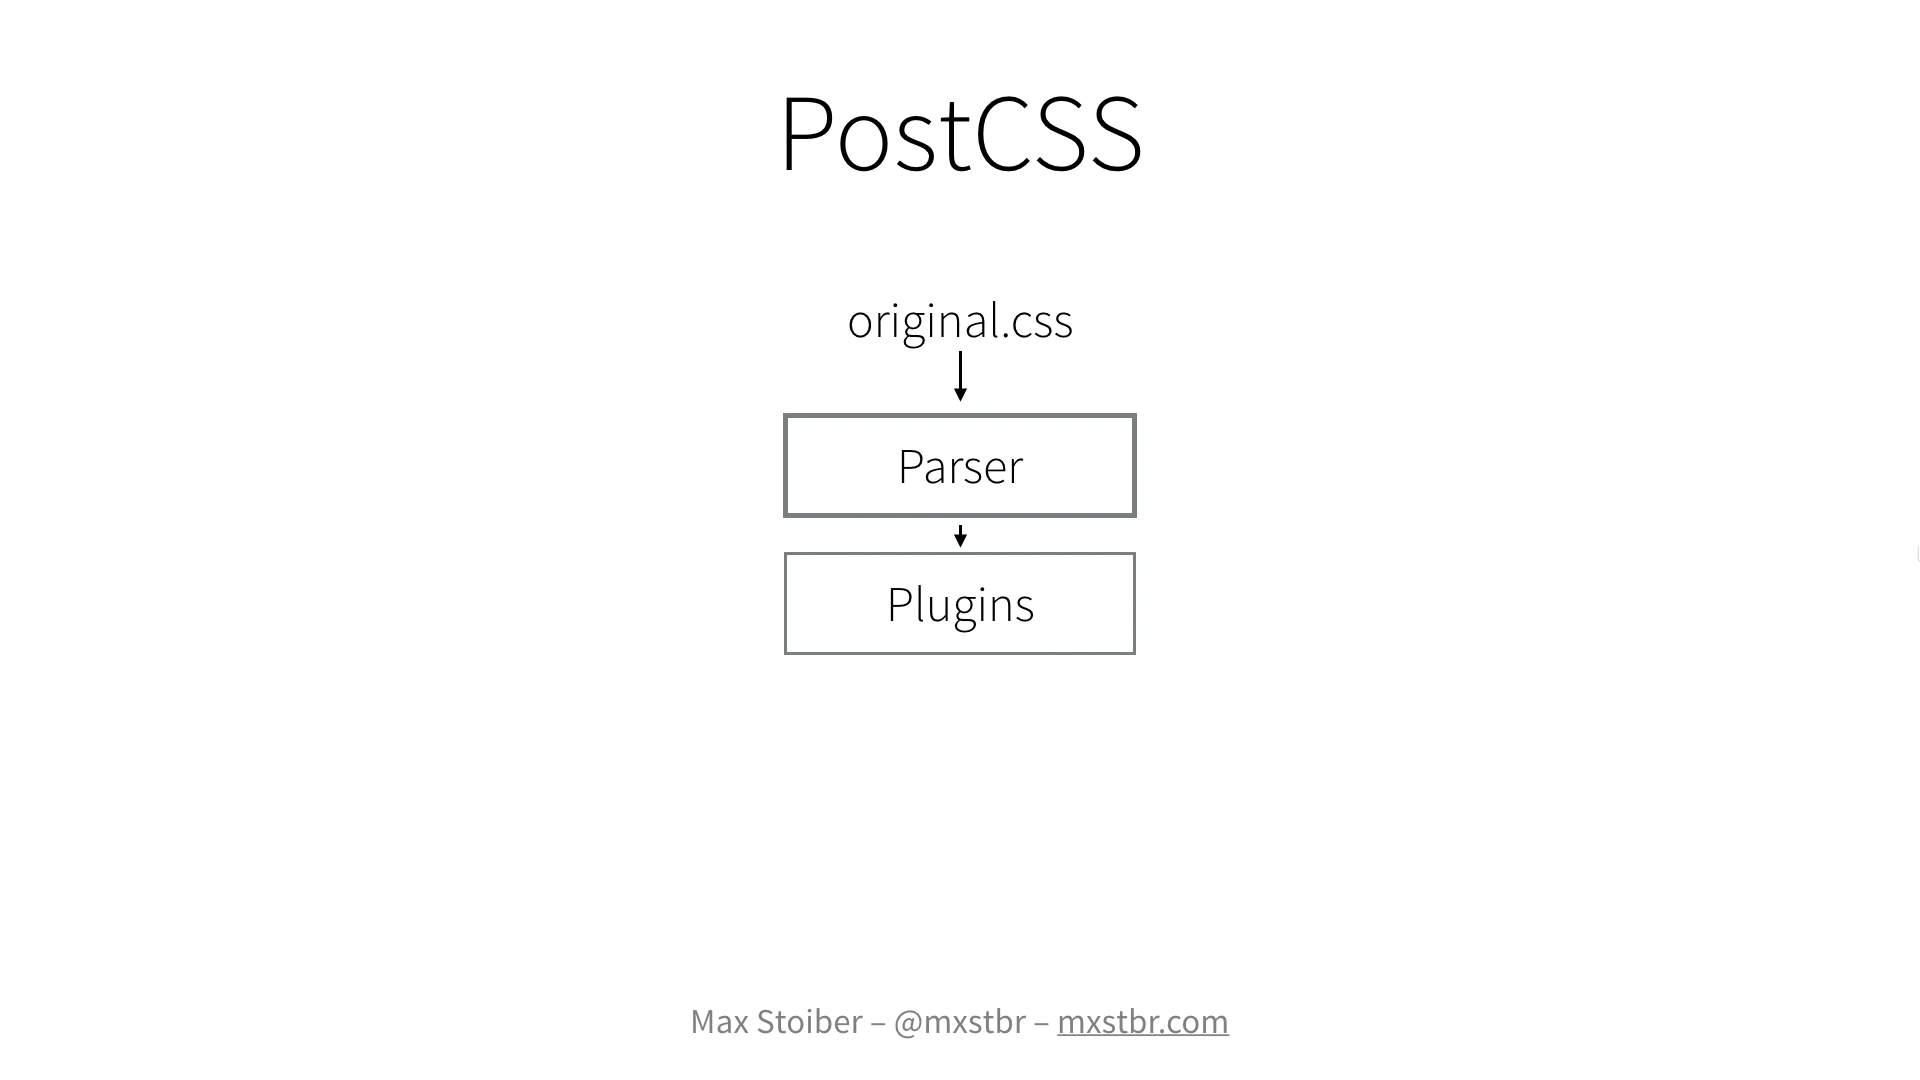 PostCSS
original.css
Parser
Plugins
Max Stoiber – @mxstbr – mxstbr.com